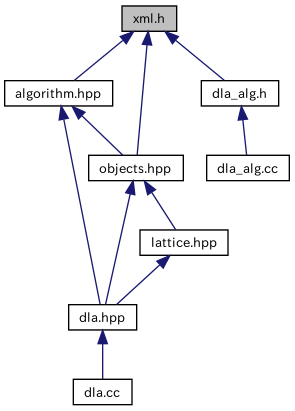 xml.h
algorithm.hpp
dla_alg.h
objects.hpp
dla_alg.cc
lattice.hpp
dla.hpp
dla.cc